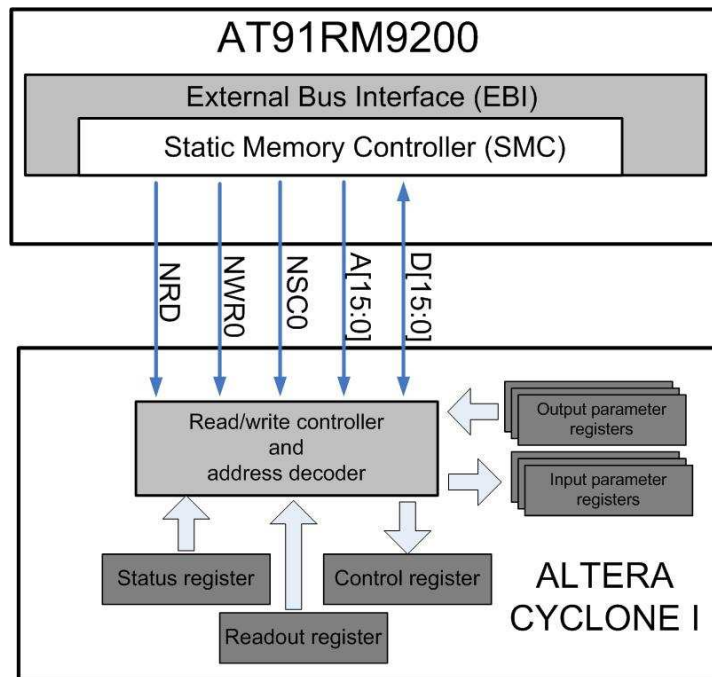 AT91RM9200
External Bus Interface (EBI)
Static Memory Controller (SMC)
NRD
NWR0
NSC0
A[15:0]
D[15:0]
Read/write controller
and
address decoder
Output parameter
registers
Input parameter
registers
Status register
Control register
Readout register
ALTERA
CYCLONE I